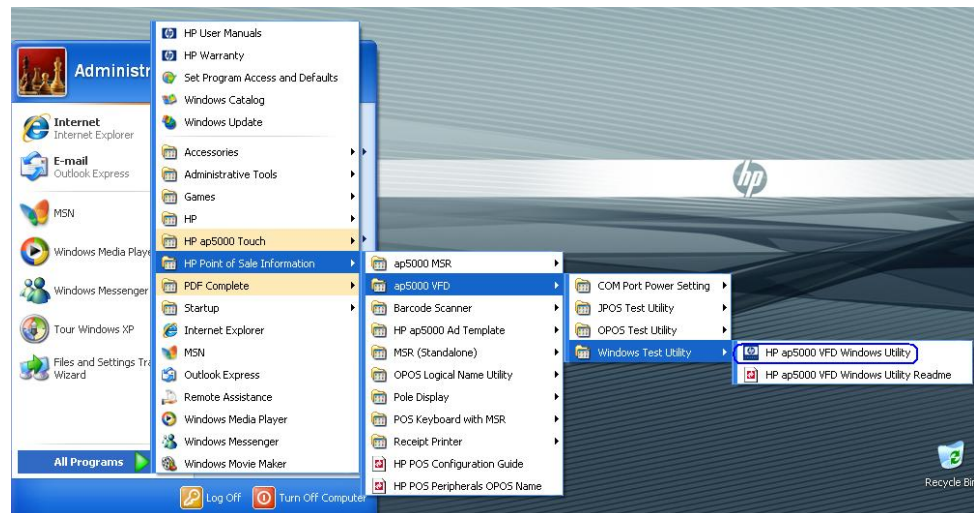 Administr
Internet
Internet Explorer
E-mail
Outlook Express
MSN
Windows Media Playe
Windows Messenger
Tour Windows XP
Files and Settings Tra
Wizard
All Programs
Log Off
Turn Off Computer
HP User Manuals
HP Warranty
Set Program Access and Defaults
Windows Catalog
Windows Update
Accessories
Administrative Tools
Games
HP
HP ap5000 Touch
HP Point of Sale Information
PDF Complete
Startup
Internet Explorer
MSN
Outlook Express
Remote Assistance
Windows Media Player
Windows Messenger
Windows Movie Maker
ap5000 MSR
ap5000 VFD
Barcode Scanner
HP ap5000 Ad Template
MSR (Standalone)
OPOS Logical Name Utility
Pole Display
POS Keyboard with MSR
Receipt Printer
HP POS Configuration Guide
HP POS Peripherals OPOS Name
COM Port Power Setting
JPOS Test Utility
OPOS Test Utility
Windows Test Utility
HP ap5000 VFD Windows Utility
HP ap5000 VFD Windows Utility Readme
hp
Recycle Bin